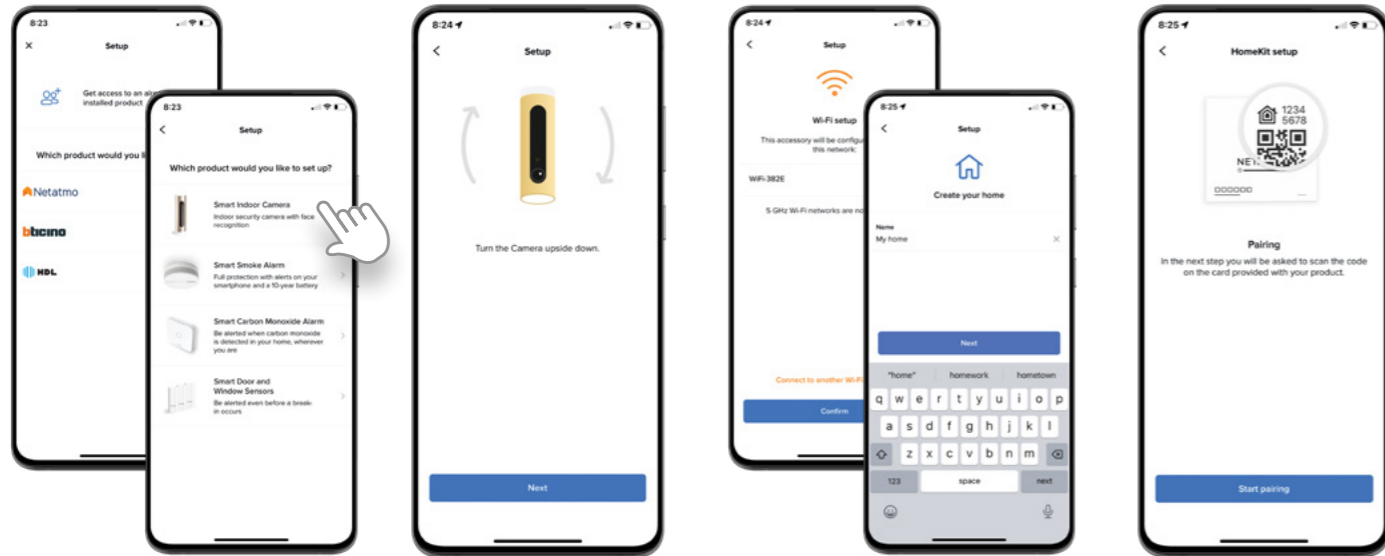 8:23
Setup
Get access to an
installed product
Which product would you
Netatmo
bticino
HDL
8:23
Setup
Which product would you like to set up?
Smart Indoor Camera
Indoor security camera with face
recognition
Smart Smoke Alarm
Full protection with alerts on your
smartphone and a 10-year battery
Smart Carbon Monoxide Alarm
Be alerted when carbon monoxide
is detected in your home, wherever
you are
Smart Door and
Window Sensors
Be alerted even before a break-
in occurs
8:24
Setup
Turn the Camera upside down.
Next
8:24
Setup
Wi-Fi setup
This accessory will be
this network:
WiFi-382E
5 GHz Wi-Fi networks are
Connect to another Wi-Fi
Confirm
8:25
Setup
Create your home
Name
My home
Next
"home" homework hometown
q w e r t y u i o p
a s d f g h j k l
z x c v b n m
123 space next
8:25
HomeKit setup
1234
5678
Pairing
In the next step you will be asked to scan the code
on the card provided with your product.
Start pairing